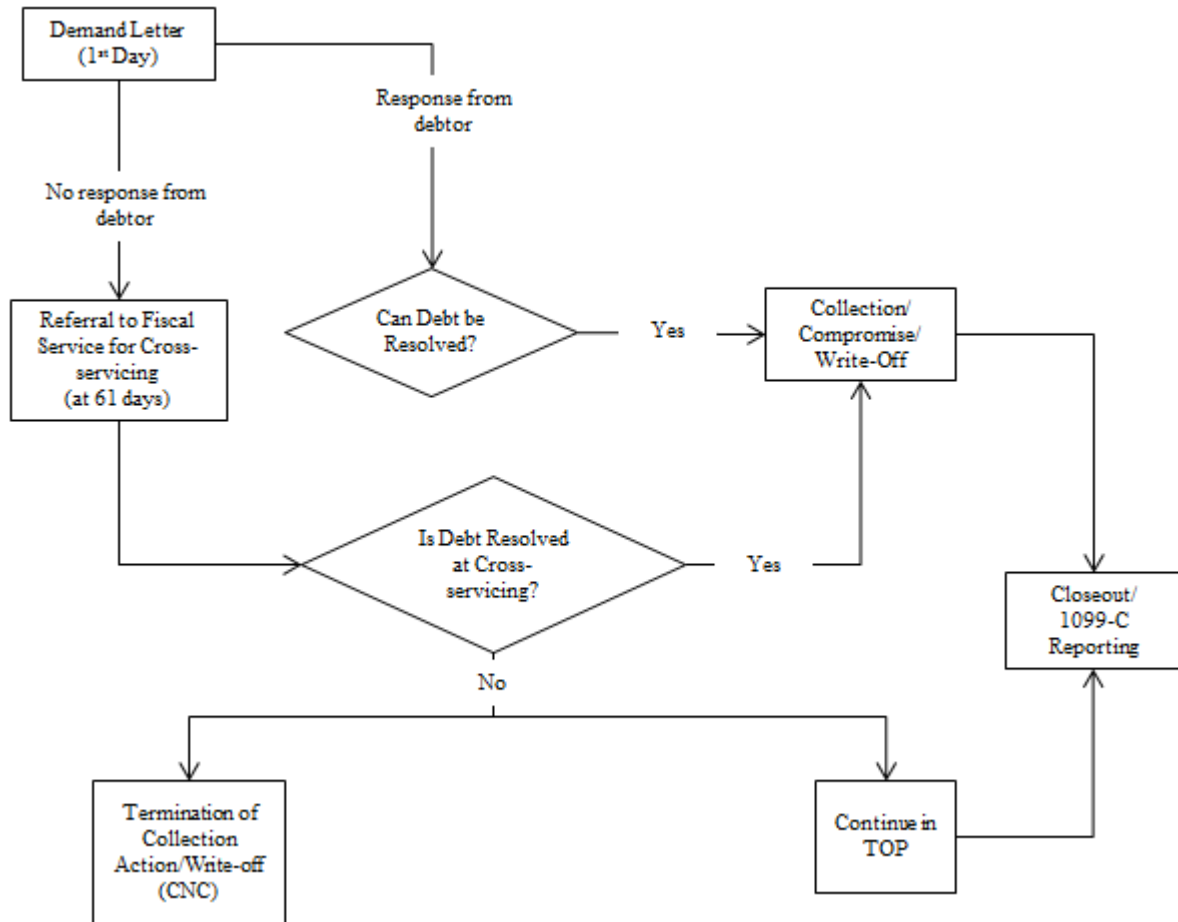 Demand Letter
(1st Day)
Response from
debtor
No response from
debtor
Referral to Fiscal
Service for Cross-
servicing
(at 61 days)
Can Debt be
Resolved?
Yes
Collection/
Compromise/
Write-Off
Is Debt Resolved
at Cross-
servicing?
Yes
Closeout/
1099-C
Reporting
No
Termination of
Collection
Action/Write-off
(CNC)
Continue in
TOP